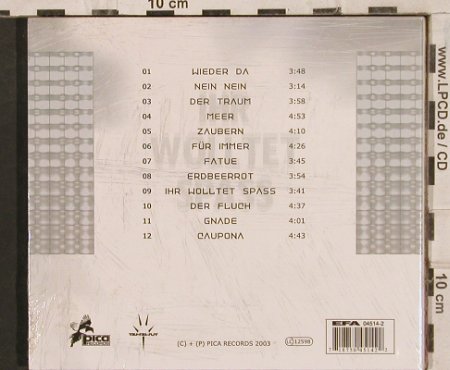 10 cm
01 WIEDER DA 3:48
02 NEIN NEIN 3:14
03 DER TRAUM 3:58
04 MEER 4:53
05 ZAUBERN 4:10
06 FÜR IMMER 4:26
07 FATUE 3:45
08 ERDBEERROT 3:54
09 IHR WOLLTET SPASS 3:41
10 DER FLUCH 4:37
11 GNADE 4:01
12 CAUPONA 4:43
pica
TANZWUT
(C) + (P) PICA RECORDS 2003
LC 12598
EFA 04514-2
www.LPCD.de / CD
10 cm